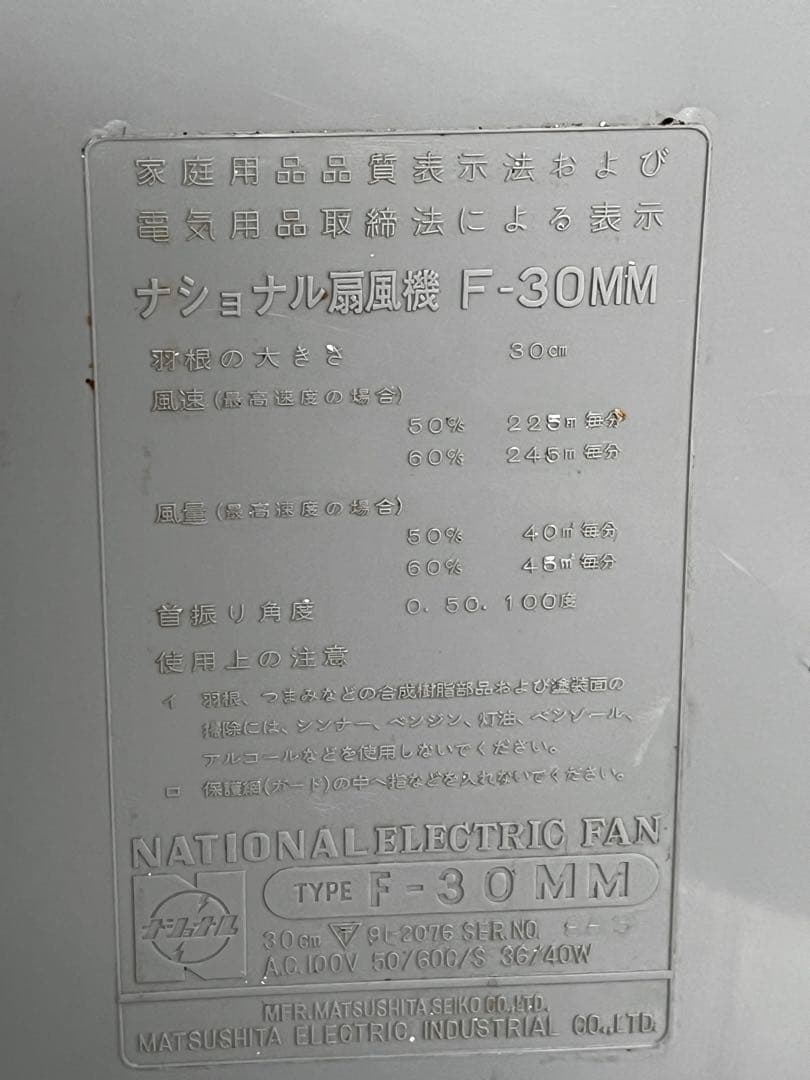 家庭用品品質表示法および
電気用品取締法による表示
ナショナル扇風機 F-30MM
羽根の大きさ 30cm
風速(最高速度の場合)
50% 225m毎分
60% 245m毎分
風量(最高速度の場合)
50% 40㎥毎分
60% 45㎥毎分
首振り角度 0. 50. 100度
使用上の注意
イ 羽根、つまみなどの合成樹脂部品および塗装面の
掃除には、シンナー、ベンジン、灯油、ベンゾール、
アルコールなどを使用しないでください。
ロ 保護網(ガード)の中へ指などを入れないでください。
NATIONAL ELECTRIC FAN
TYPE F-30MM
ナショナル
30cm 91-2076 SER.NO.
A.C.100V 50/60C/S 36/40W
MFR.MATSUSHITA SEIKO CO.,LTD.
MATSUSHITA ELECTRIC INDUSTRIAL CO.,LTD.